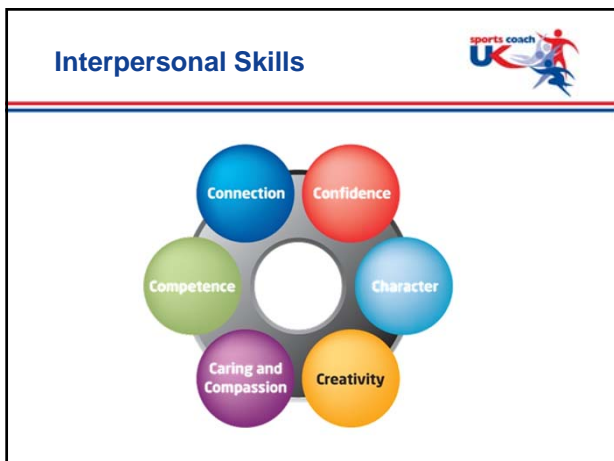 Interpersonal Skills
sports coach
UK
Connection
Confidence
Competence
Character
Caring and
Compassion
Creativity